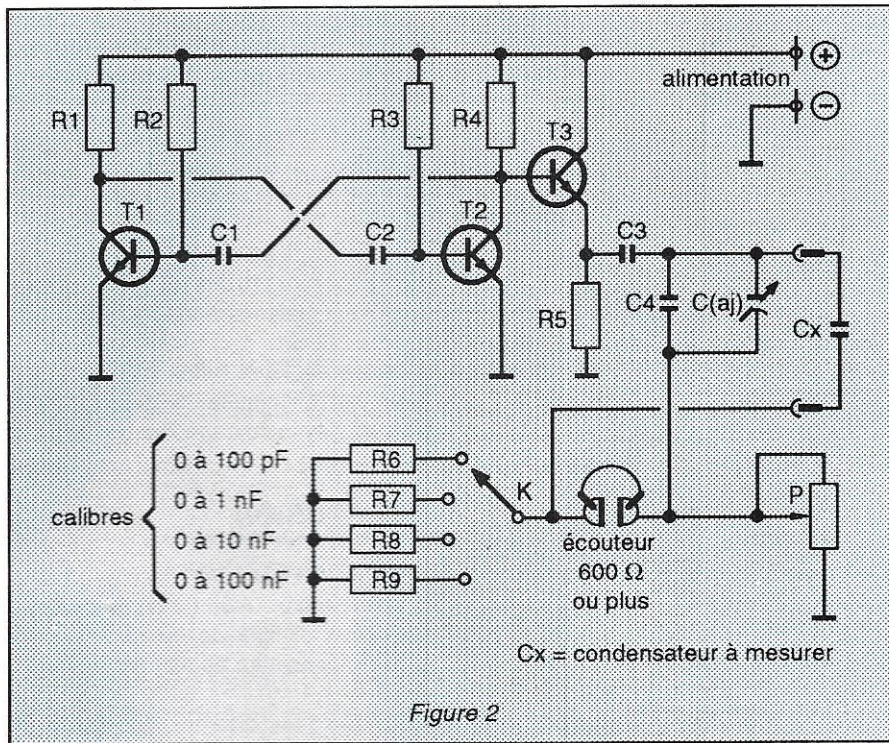 +
alimentation
−
R1
R2
R3
R4
T3
T1
C1
C2
T2
C3
R5
C4
C(aj)
Cx
calibres
0 à 100 pF
R6
0 à 1 nF
R7
0 à 10 nF
R8
0 à 100 nF
R9
K
P
écouteur
600 Ω
ou plus
Cx = condensateur à mesurer
Figure 2